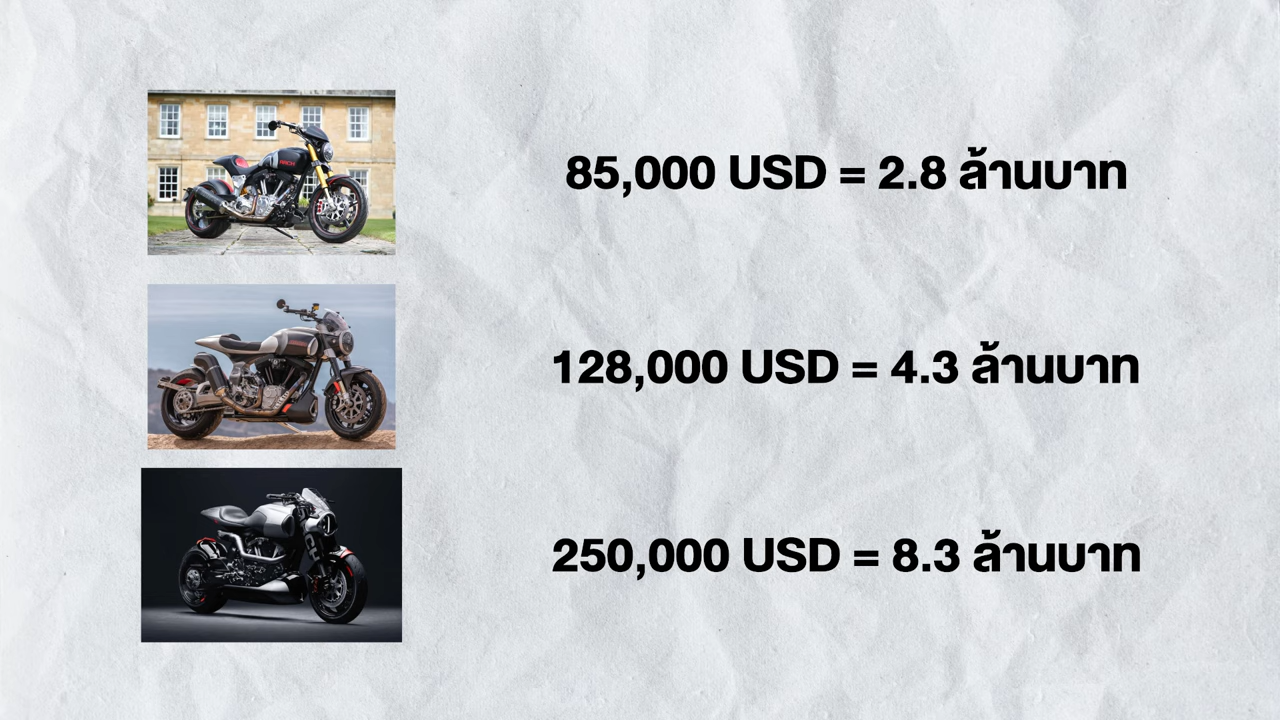 ARCH
85,000 USD = 2.8 ล้านบาท
128,000 USD = 4.3 ล้านบาท
250,000 USD = 8.3 ล้านบาท